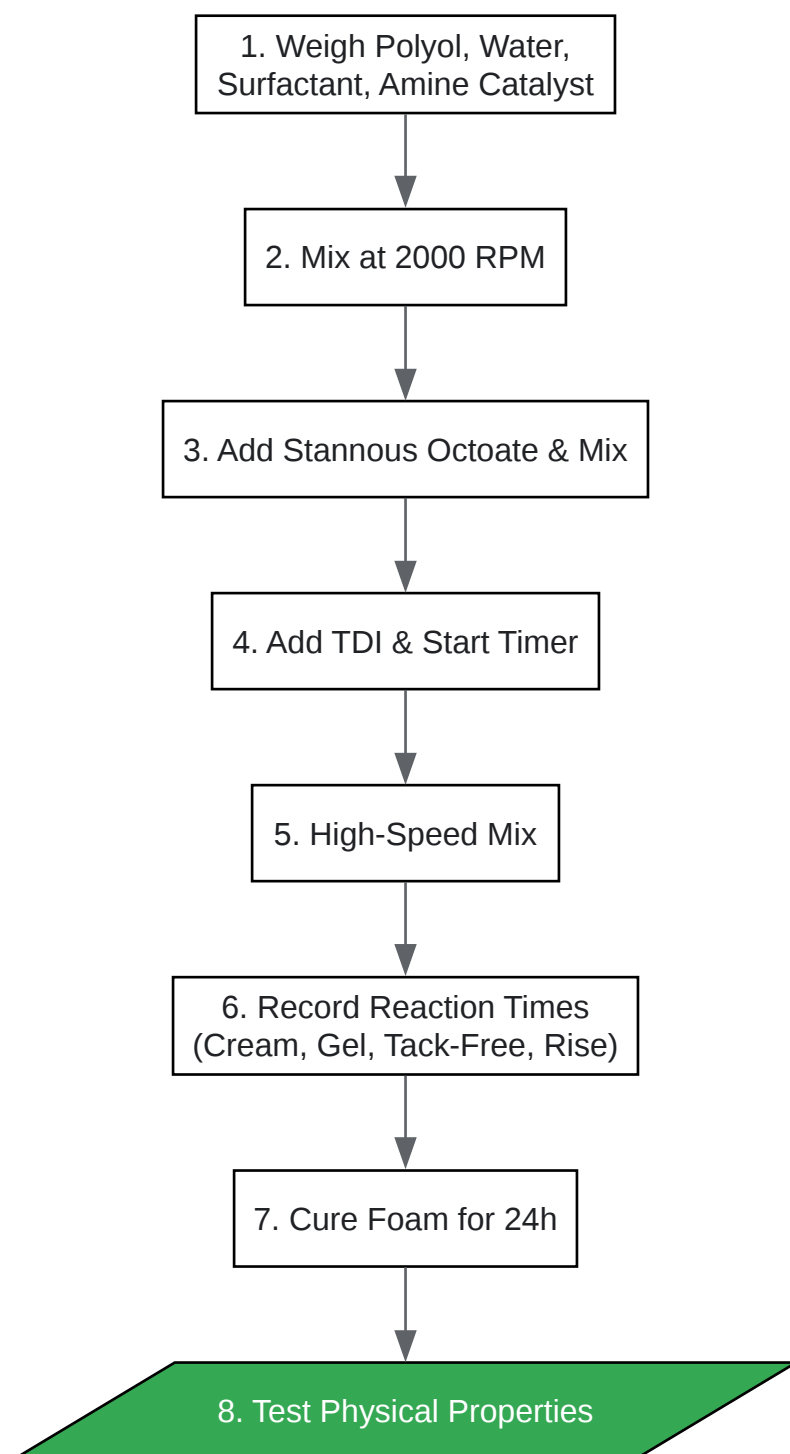 1. Weigh Polyol, Water,
Surfactant, Amine Catalyst
2. Mix at 2000 RPM
3. Add Stannous Octoate & Mix
4. Add TDI & Start Timer
5. High-Speed Mix
6. Record Reaction Times
(Cream, Gel, Tack-Free, Rise)
7. Cure Foam for 24h
8. Test Physical Properties